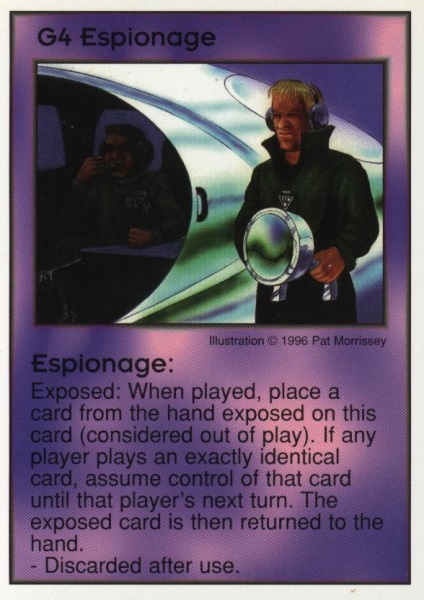 G4 Espionage
Illustration © 1996 Pat Morrissey
Espionage:
Exposed: When played, place a
card from the hand exposed on this
card (considered out of play). If any
player plays an exactly identical
card, assume control of that card
until that player's next turn. The
exposed card is then returned to the
hand.
- Discarded after use.